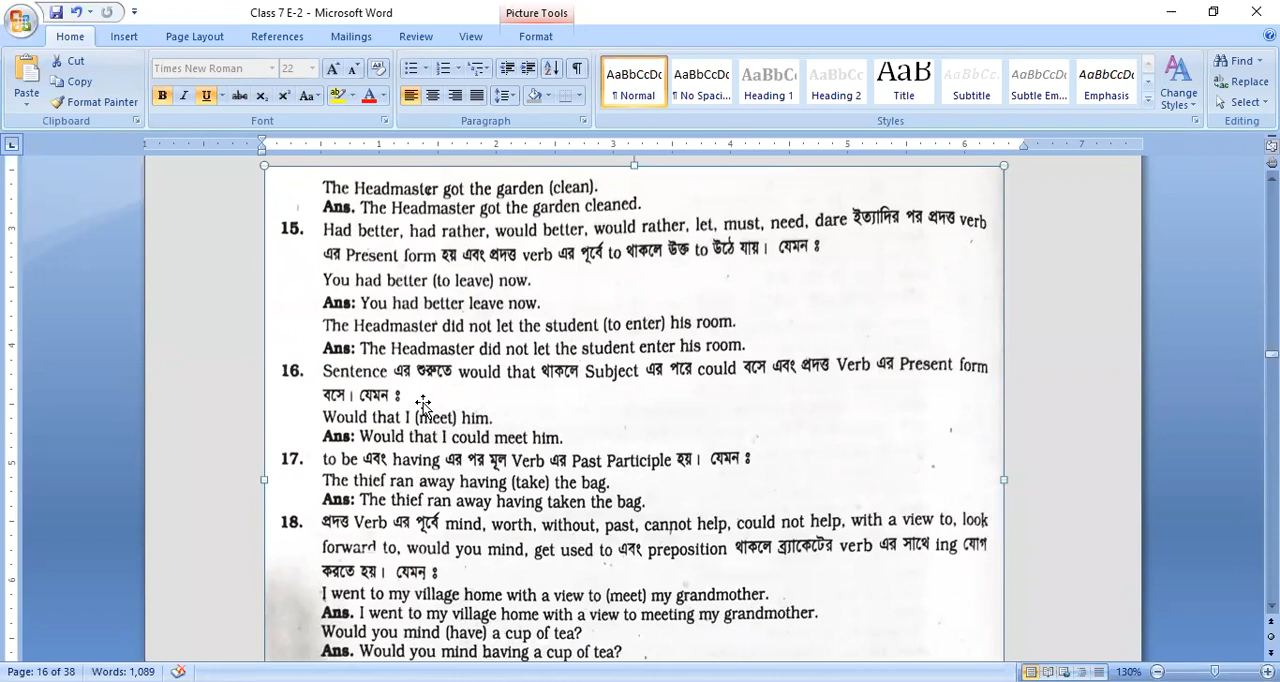 Class 7 E-2 - Microsoft Word
Picture Tools
Home Insert Page Layout References Mailings Review View Format
Paste
Cut
Copy
Format Painter
Clipboard
Times New Roman 22
Font
Paragraph
AaBbCcDc AaBbCcDc AaBbC AaBbCc AaB AaBbCc. AaBbCcDc AaBbCcDc
¶ Normal ¶ No Spaci... Heading 1 Heading 2 Title Subtitle Subtle Em... Emphasis
Change Styles
Styles
Find
Replace
Select
Editing
The Headmaster got the garden (clean).
Ans. The Headmaster got the garden cleaned.
15. Had better, had rather, would better, would rather, let, must, need, dare ইত্যাদির পর প্রদত্ত verb
এর Present form হয় এবং প্রদত্ত verb এর পূর্বে to থাকলে উক্ত to উঠে যায়। যেমন ঃ
You had better (to leave) now.
Ans: You had better leave now.
The Headmaster did not let the student (to enter) his room.
Ans: The Headmaster did not let the student enter his room.
16. Sentence এর শুরুতে would that থাকলে Subject এর পরে could বসে এবং প্রদত্ত Verb এর Present form
বসে। যেমন ঃ
Would that I (meet) him.
Ans: Would that I could meet him.
17. to be এবং having এর পর মূল Verb এর Past Participle হয়। যেমন ঃ
The thief ran away having (take) the bag.
Ans: The thief ran away having taken the bag.
18. প্রদত্ত Verb এর পূর্বে mind, worth, without, past, cannot help, could not help, with a view to, look
forward to, would you mind, get used to এবং preposition থাকলে ব্র্যাকেটের verb এর সাথে ing যোগ
করতে হয়। যেমন ঃ
I went to my village home with a view to (meet) my grandmother.
Ans. I went to my village home with a view to meeting my grandmother.
Would you mind (have) a cup of tea?
Ans. Would you mind having a cup of tea?
Page: 16 of 38 Words: 1,089 130%